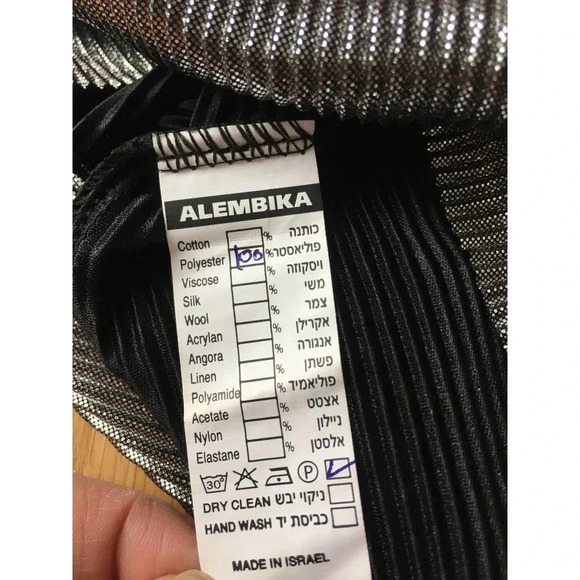 ALEMBIKA
Cotton % כותנה
Polyester 100 % פוליאסטר
Viscose % ויסקוזה
Silk % משי
Wool % צמר
Acrylan % אקרילן
Angora % אנגורה
Linen % פשתן
Polyamide % פוליאמיד
Acetate % אצטט
Nylon % ניילון
Elastane % אלסטן
30° P ✓
DRY CLEAN ניקוי יבש
HAND WASH כביסת יד
MADE IN ISRAEL